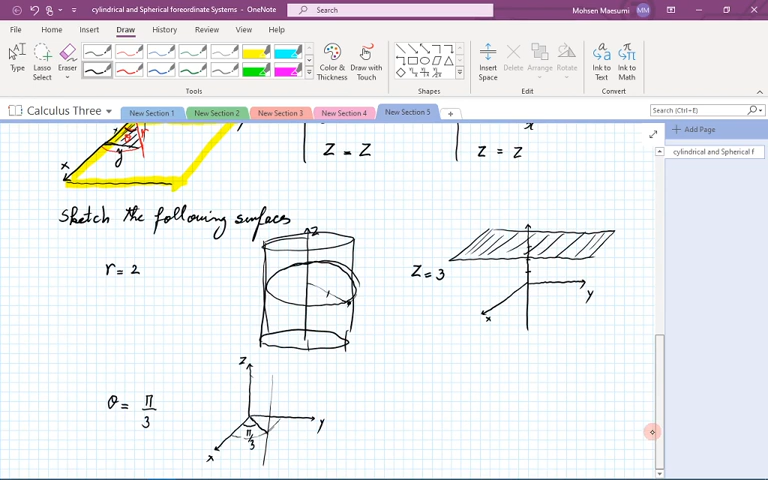 cylindrical and Spherical foreordinate Systems - OneNote
Search
Mohsen Maesumi MM
File Home Insert Draw History Review View Help
Type
Lasso Select
Eraser
Color & Thickness
Draw with Touch
Shapes
Insert Space
Delete
Arrange
Rotate
Ink to Text
Ink to Math
Tools Shapes Edit Convert
Calculus Three
New Section 1 New Section 2 New Section 3 New Section 4 New Section 5
Search (Ctrl+E)
Add Page
cylindrical and Spherical f
x
y
r
z = z
x
z = z
Sketch the following surfaces
r = 2
z
z = 3
y
x
θ = π/3
z
y
x
π/3